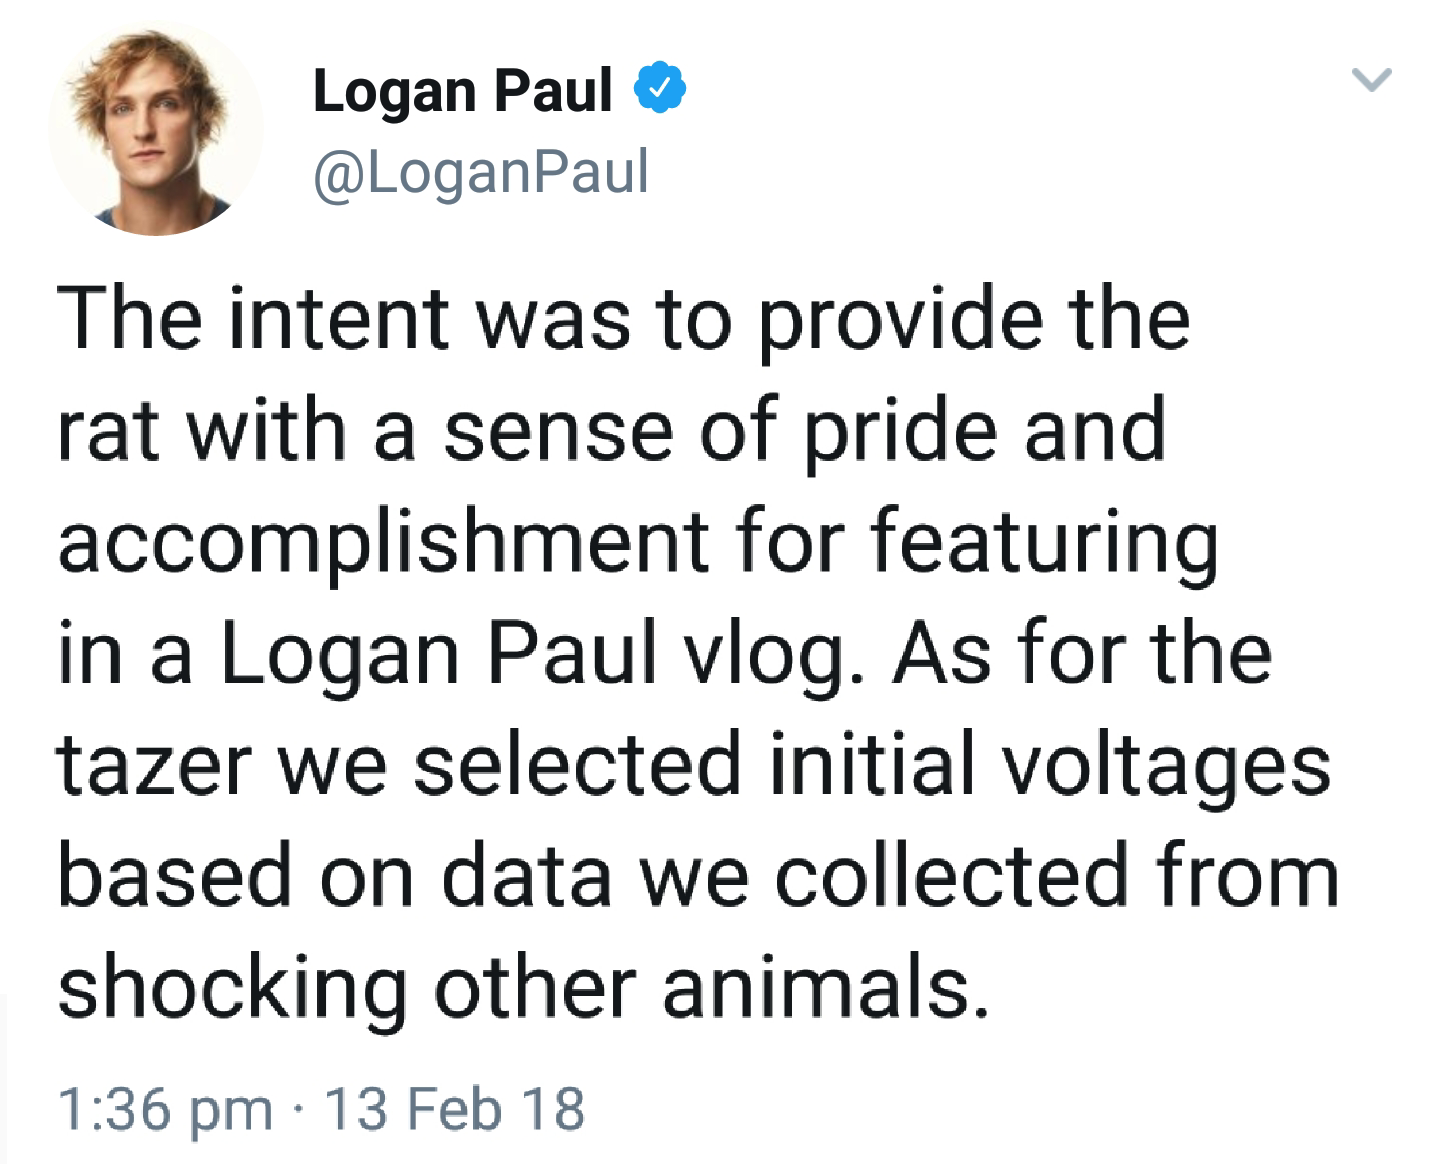 Logan Paul
@LoganPaul
The intent was to provide the
rat with a sense of pride and
accomplishment for featuring
in a Logan Paul vlog. As for the
tazer we selected initial voltages
based on data we collected from
shocking other animals.
1:36 pm · 13 Feb 18